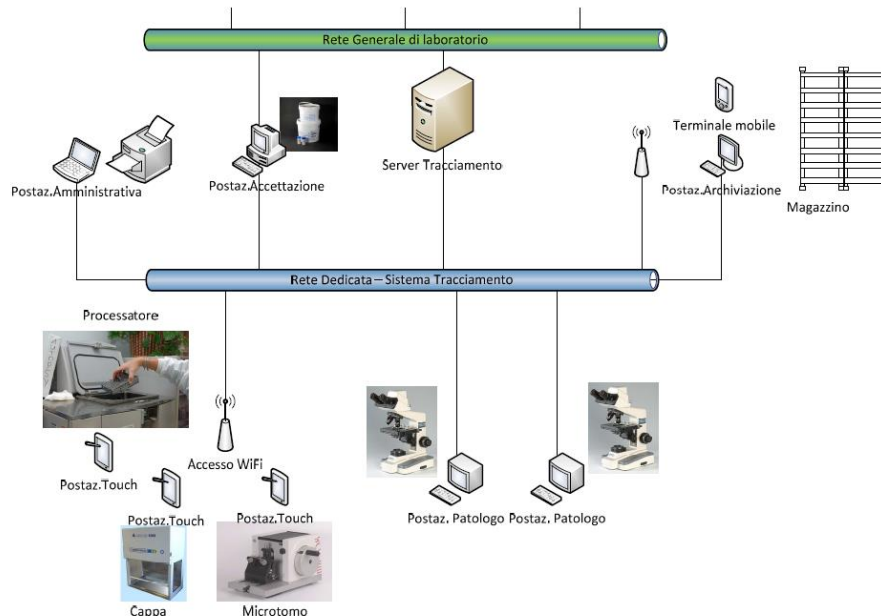 Rete Generale di laboratorio
Terminale mobile
Server Tracciamento
Postaz.Amministrativa
Postaz.Accettazione
Postaz.Archiviazione
Magazzino
Rete Dedicata – Sistema Tracciamento
Processatore
Accesso WiFi
Postaz.Touch
Postaz.Touch
Postaz.Touch
Postaz. Patologo
Postaz. Patologo
Cappa
Microtomo